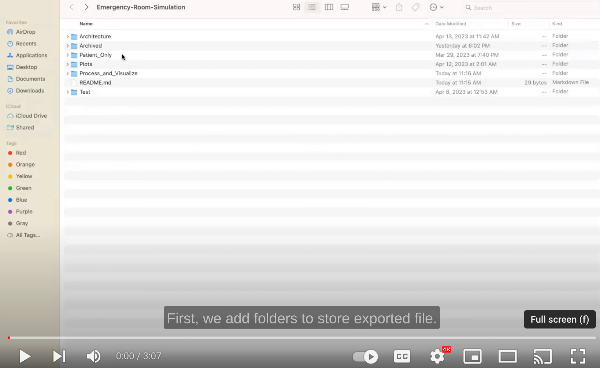 Emergency-Room-Simulation
Search
Favorites
AirDrop
Recents
Applications
Desktop
Documents
Downloads
iCloud
iCloud Drive
Shared
Tags
Red
Orange
Yellow
Green
Blue
Purple
Gray
All Tags...
Name Date Modified Size Kind
Architecture Apr 13, 2023 at 11:42 AM -- Folder
Archived Yesterday at 6:02 PM -- Folder
Patient_Only Mar 29, 2023 at 7:40 PM -- Folder
Plots Apr 12, 2023 at 2:01 AM -- Folder
Process_and_Visualize Today at 11:16 AM -- Folder
README.md Today at 11:15 AM 29 bytes Markdown File
Test Apr 8, 2023 at 12:53 AM -- Folder
First, we add folders to store exported file.
Full screen (f)
0:00 / 3:07
CC